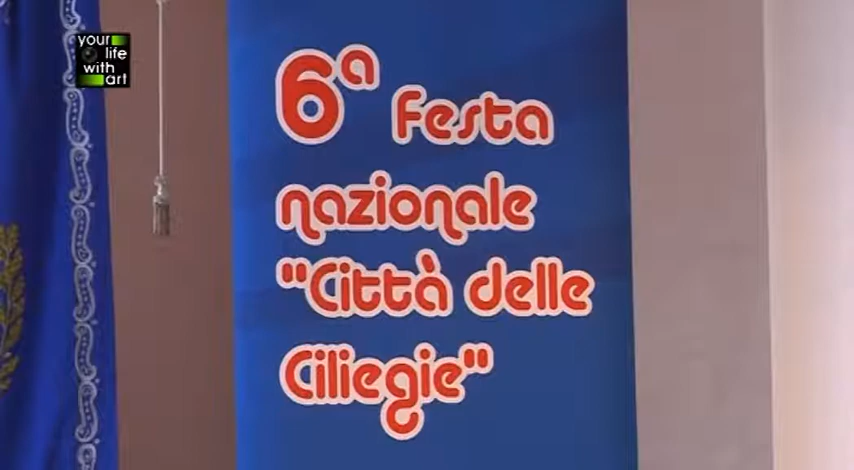 your
life
with
art
6ª Festa
nazionale
"Città delle
Ciliegie"